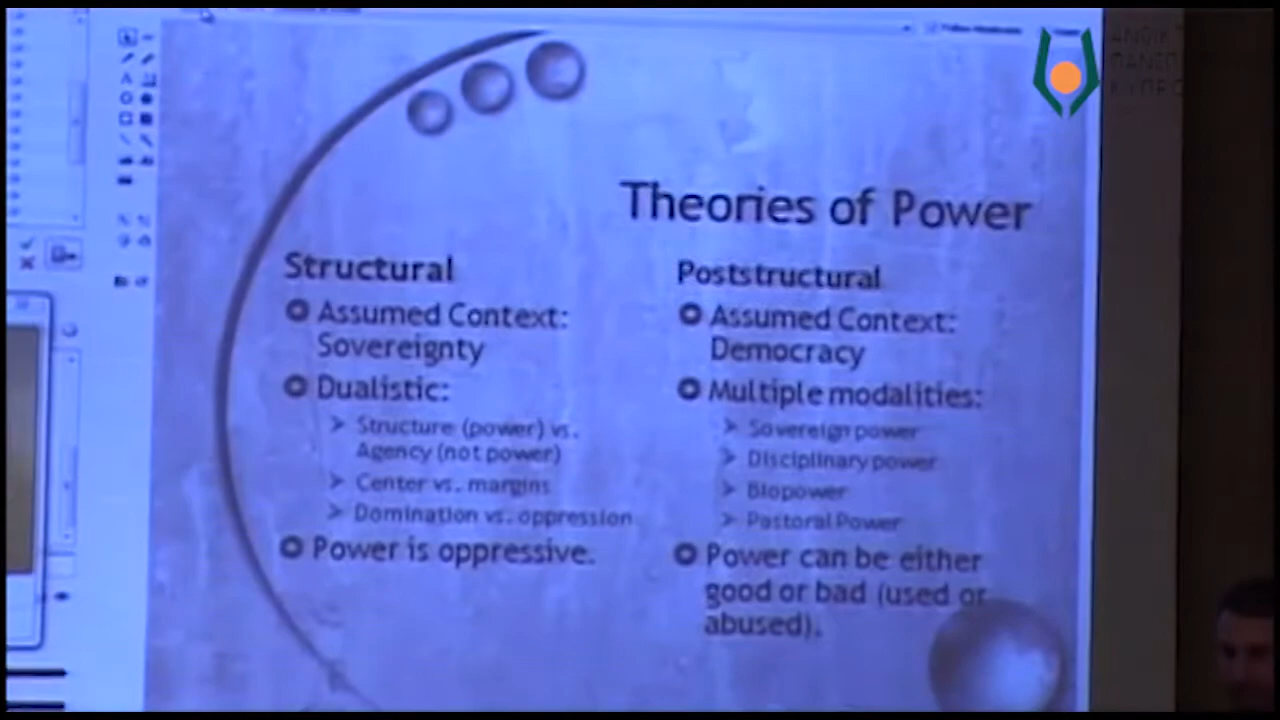 Theories of Power
Structural
Assumed Context:
Sovereignty
Dualistic:
Structure (power) vs.
Agency (not power)
Center vs. margins
Domination vs. oppression
Power is oppressive.
Poststructural
Assumed Context:
Democracy
Multiple modalities:
Sovereign power
Disciplinary power
Biopower
Pastoral Power
Power can be either
good or bad (used or
abused).